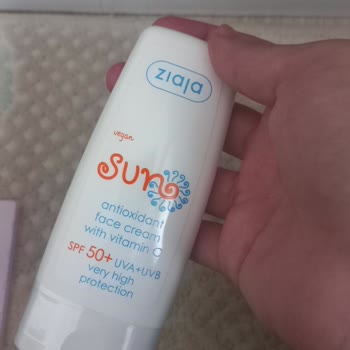 ziaja
vegan
sun
antioxidant
face cream
with vitamin C
SPF 50+ UVA+UVB
very high
protection